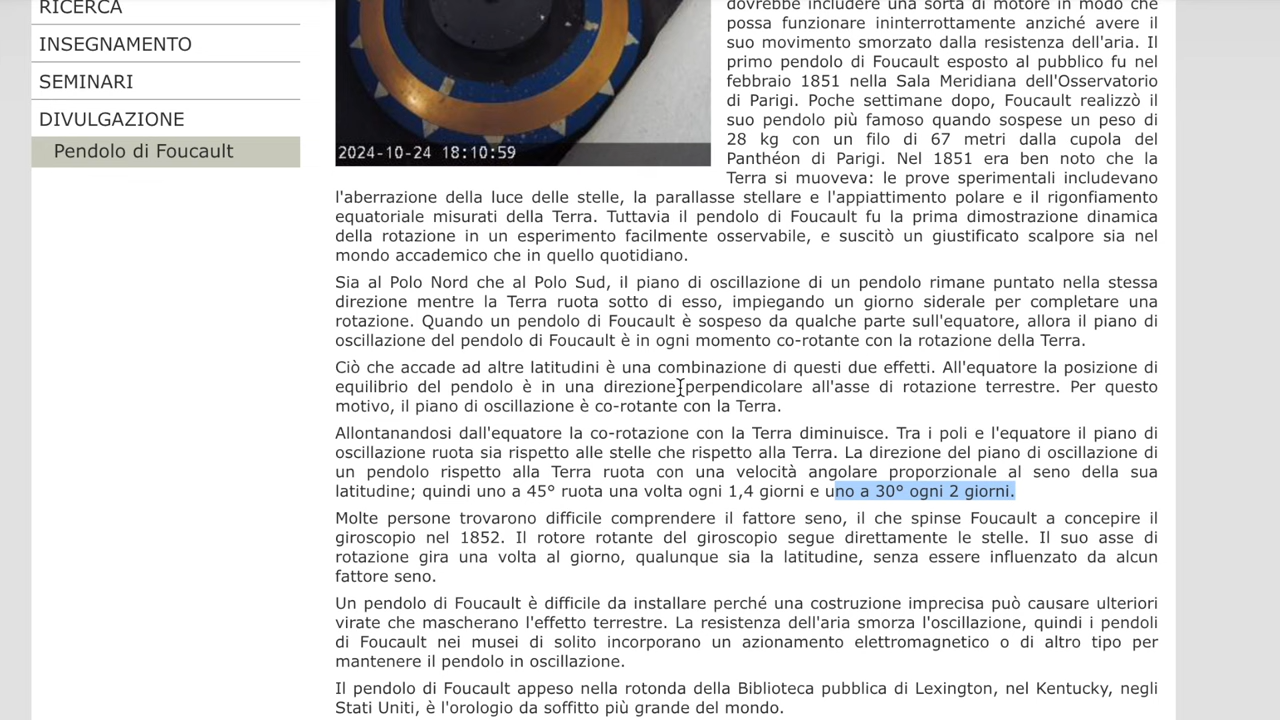 RICERCA
INSEGNAMENTO
SEMINARI
DIVULGAZIONE
Pendolo di Foucault
2024-10-24 18:10:59
dovrebbe includere una sorta di motore in modo che
possa funzionare ininterrottamente anziché avere il
suo movimento smorzato dalla resistenza dell'aria. Il
primo pendolo di Foucault esposto al pubblico fu nel
febbraio 1851 nella Sala Meridiana dell'Osservatorio
di Parigi. Poche settimane dopo, Foucault realizzò il
suo pendolo più famoso quando sospese un peso di
28 kg con un filo di 67 metri dalla cupola del
Panthéon di Parigi. Nel 1851 era ben noto che la
Terra si muoveva: le prove sperimentali includevano
l'aberrazione della luce delle stelle, la parallasse stellare e l'appiattimento polare e il rigonfiamento
equatoriale misurati della Terra. Tuttavia il pendolo di Foucault fu la prima dimostrazione dinamica
della rotazione in un esperimento facilmente osservabile, e suscitò un giustificato scalpore sia nel
mondo accademico che in quello quotidiano.
Sia al Polo Nord che al Polo Sud, il piano di oscillazione di un pendolo rimane puntato nella stessa
direzione mentre la Terra ruota sotto di esso, impiegando un giorno siderale per completare una
rotazione. Quando un pendolo di Foucault è sospeso da qualche parte sull'equatore, allora il piano di
oscillazione del pendolo di Foucault è in ogni momento co-rotante con la rotazione della Terra.
Ciò che accade ad altre latitudini è una combinazione di questi due effetti. All'equatore la posizione di
equilibrio del pendolo è in una direzione perpendicolare all'asse di rotazione terrestre. Per questo
motivo, il piano di oscillazione è co-rotante con la Terra.
Allontanandosi dall'equatore la co-rotazione con la Terra diminuisce. Tra i poli e l'equatore il piano di
oscillazione ruota sia rispetto alle stelle che rispetto alla Terra. La direzione del piano di oscillazione di
un pendolo rispetto alla Terra ruota con una velocità angolare proporzionale al seno della sua
latitudine; quindi uno a 45° ruota una volta ogni 1,4 giorni e uno a 30° ogni 2 giorni.
Molte persone trovarono difficile comprendere il fattore seno, il che spinse Foucault a concepire il
giroscopio nel 1852. Il rotore rotante del giroscopio segue direttamente le stelle. Il suo asse di
rotazione gira una volta al giorno, qualunque sia la latitudine, senza essere influenzato da alcun
fattore seno.
Un pendolo di Foucault è difficile da installare perché una costruzione imprecisa può causare ulteriori
virate che mascherano l'effetto terrestre. La resistenza dell'aria smorza l'oscillazione, quindi i pendoli
di Foucault nei musei di solito incorporano un azionamento elettromagnetico o di altro tipo per
mantenere il pendolo in oscillazione.
Il pendolo di Foucault appeso nella rotonda della Biblioteca pubblica di Lexington, nel Kentucky, negli
Stati Uniti, è l'orologio da soffitto più grande del mondo.